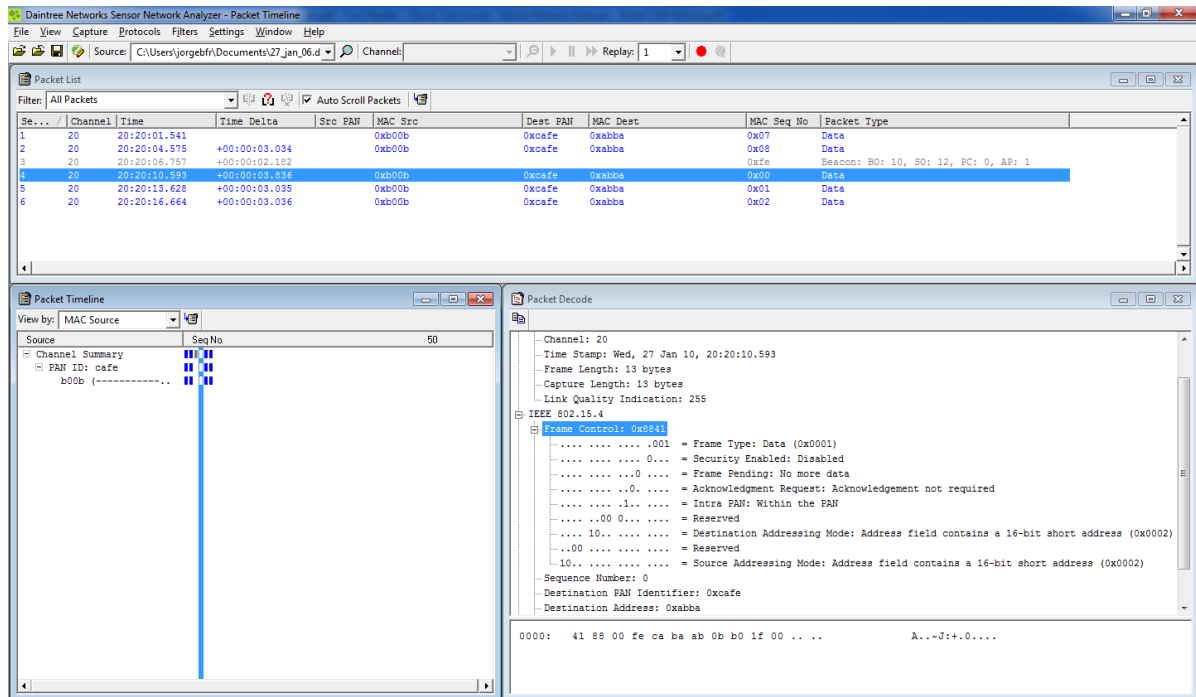 Daintree Networks Sensor Network Analyzer - Packet Timeline
File View Capture Protocols Filters Settings Window Help
Source: C:\Users\jorgebfr\Documents\27_jan_06.d Channel: Replay: 1
Packet List
Filter: All Packets Auto Scroll Packets
Se... / Channel Time Time Delta Src PAN MAC Src Dest PAN MAC Dest MAC Seq No Packet Type
1 20 20:20:01.541 0xb00b 0xcafe 0xabba 0x07 Data
2 20 20:20:04.575 +00:00:03.034 0xb00b 0xcafe 0xabba 0x08 Data
3 20 20:20:06.757 +00:00:02.182 0xfe Beacon: BO: 10, SO: 12, PC: 0, AP: 1
4 20 20:20:10.593 +00:00:03.836 0xb00b 0xcafe 0xabba 0x00 Data
5 20 20:20:13.628 +00:00:03.035 0xb00b 0xcafe 0xabba 0x01 Data
6 20 20:20:16.664 +00:00:03.036 0xb00b 0xcafe 0xabba 0x02 Data
Packet Timeline
View by: MAC Source
Source Seq No 50
Channel Summary
PAN ID: cafe
b00b (-----------..
Packet Decode
Channel: 20
Time Stamp: Wed, 27 Jan 10, 20:20:10.593
Frame Length: 13 bytes
Capture Length: 13 bytes
Link Quality Indication: 255
IEEE 802.15.4
Frame Control: 0x8841
.... .... .... .001 = Frame Type: Data (0x0001)
.... .... .... 0... = Security Enabled: Disabled
.... .... ...0 .... = Frame Pending: No more data
.... .... ..0. .... = Acknowledgment Request: Acknowledgement not required
.... .... .1.. .... = Intra PAN: Within the PAN
.... ..00 0... .... = Reserved
.... 10.. .... .... = Destination Addressing Mode: Address field contains a 16-bit short address (0x0002)
..00 .... .... .... = Reserved
10.. .... .... .... = Source Addressing Mode: Address field contains a 16-bit short address (0x0002)
Sequence Number: 0
Destination PAN Identifier: 0xcafe
Destination Address: 0xabba
0000: 41 88 00 fe ca ba ab 0b b0 1f 00 .. .. A..~J:+.0....